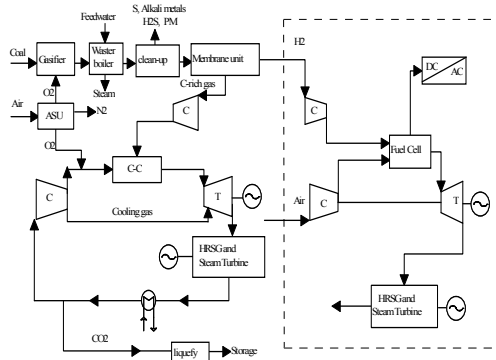 S, Alkali metals
H2S, PM
Feedwater
H2
Coal
Gasifier
Waster
boiler
clean-up
Membrane unit
DC
AC
O2
Steam
C-rich gas
Air
ASU
N2
C
C
O2
Fuel Cell
C-C
C
T
Cooling gas
Air
C
T
HRSG and
Steam Turbine
HRSG and
Steam Turbine
CO2
liquefy
Storage